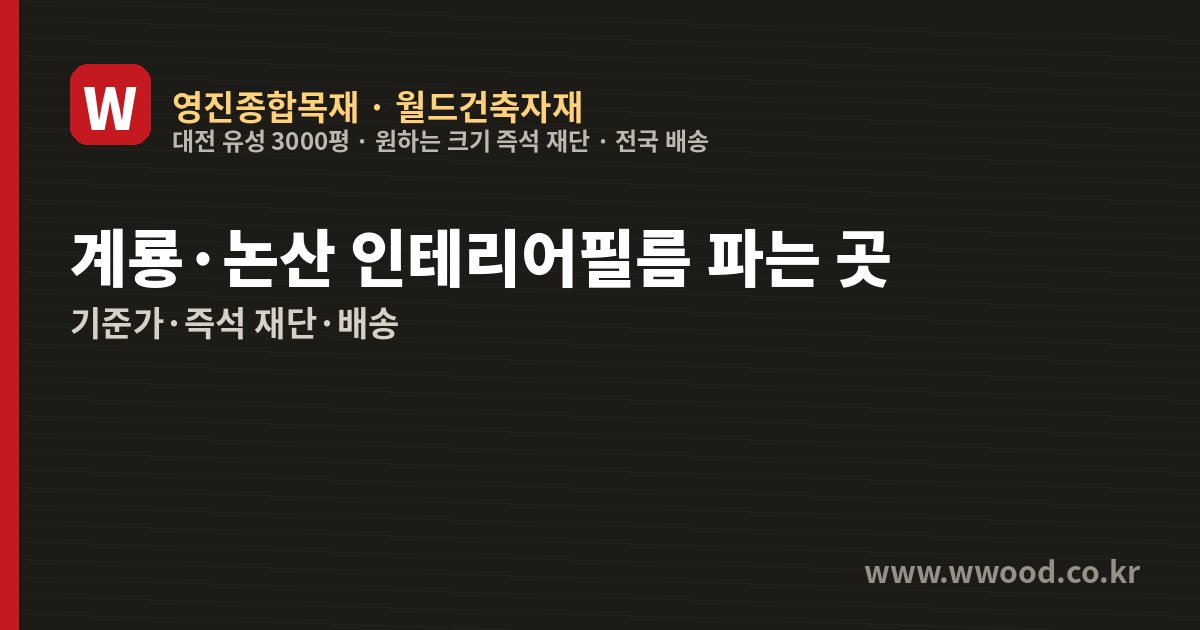 W
영진종합목재 · 월드건축자재
대전 유성 3000평 · 원하는 크기 즉석 재단 · 전국 배송
계룡·논산 인테리어필름 파는 곳
기준가·즉석 재단·배송
www.wwood.co.kr